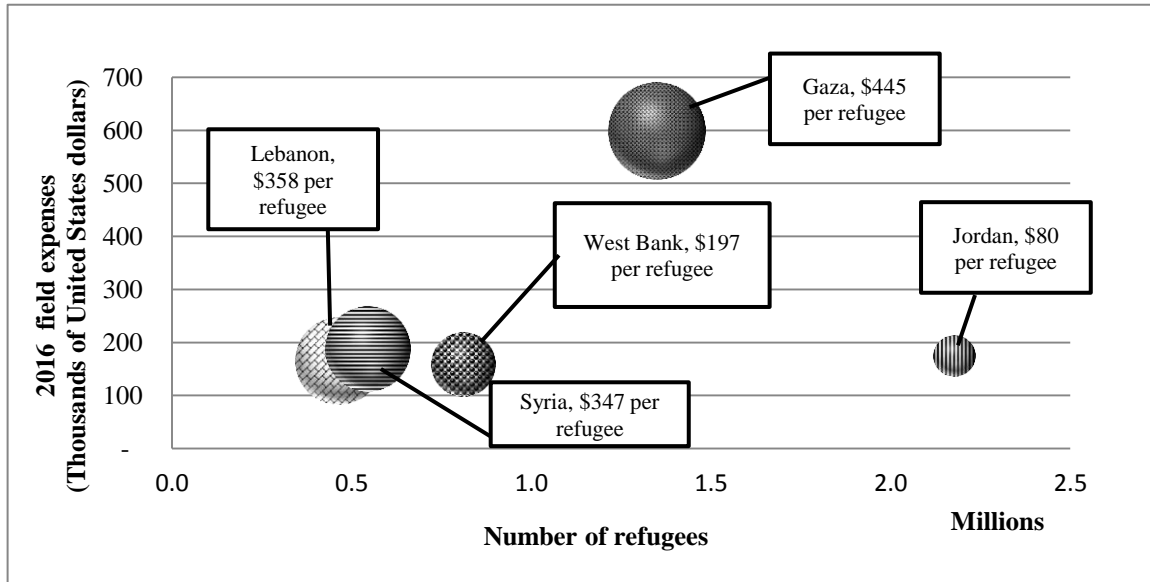 2016 field expenses
(Thousands of United States dollars)
700
600
500
400
300
200
100
-
Lebanon,
$358 per
refugee
Gaza, $445
per refugee
West Bank, $197
per refugee
Jordan, $80
per refugee
Syria, $347 per
refugee
0.0
0.5
1.0
1.5
2.0
2.5
Millions
Number of refugees